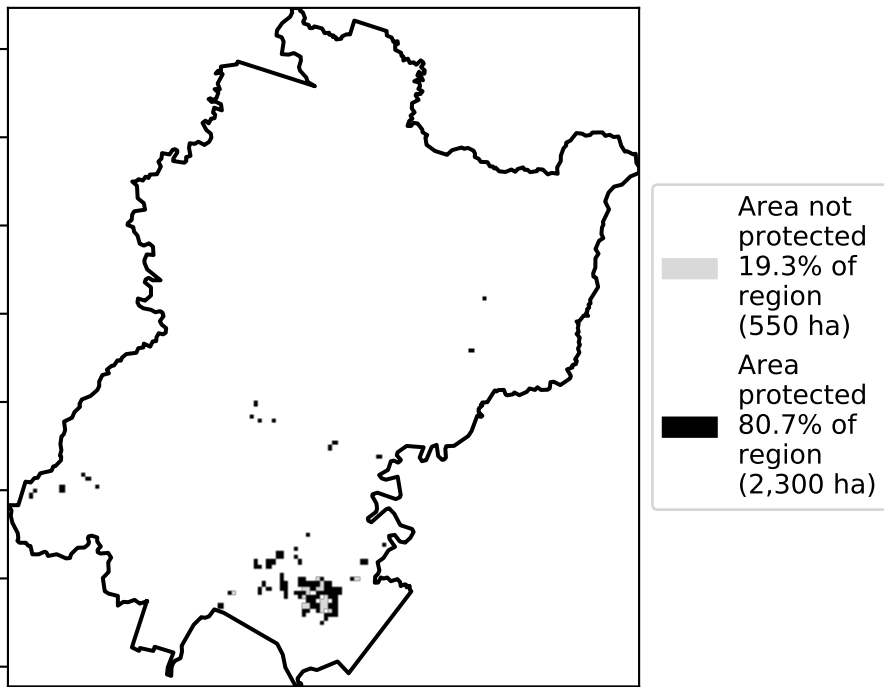 Area not
protected
19.3% of
region
(550 ha)
Area
protected
80.7% of
region
(2,300 ha)